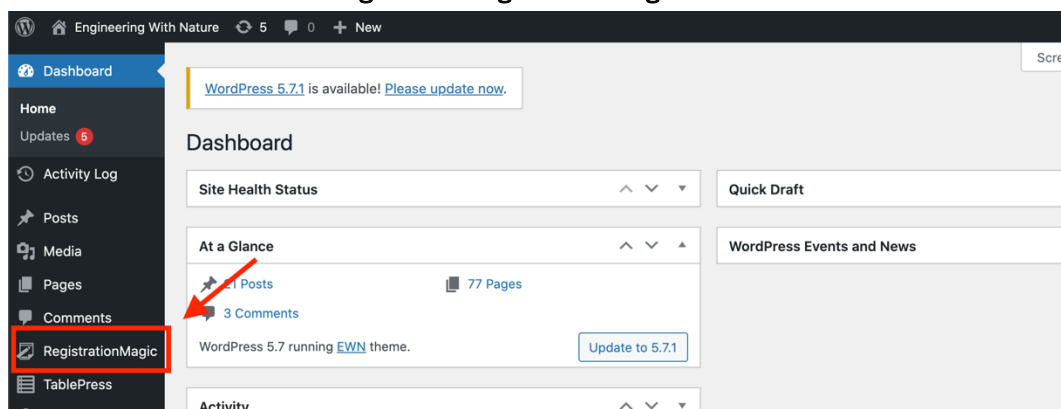 Engineering With Nature 5 0 New
Scre
Dashboard
Home
Updates 5
Activity Log
Posts
Media
Pages
Comments
RegistrationMagic
TablePress
WordPress 5.7.1 is available! Please update now.
Dashboard
Site Health Status
Quick Draft
At a Glance
WordPress Events and News
21 Posts
77 Pages
3 Comments
WordPress 5.7 running EWN theme.
Update to 5.7.1
Activity